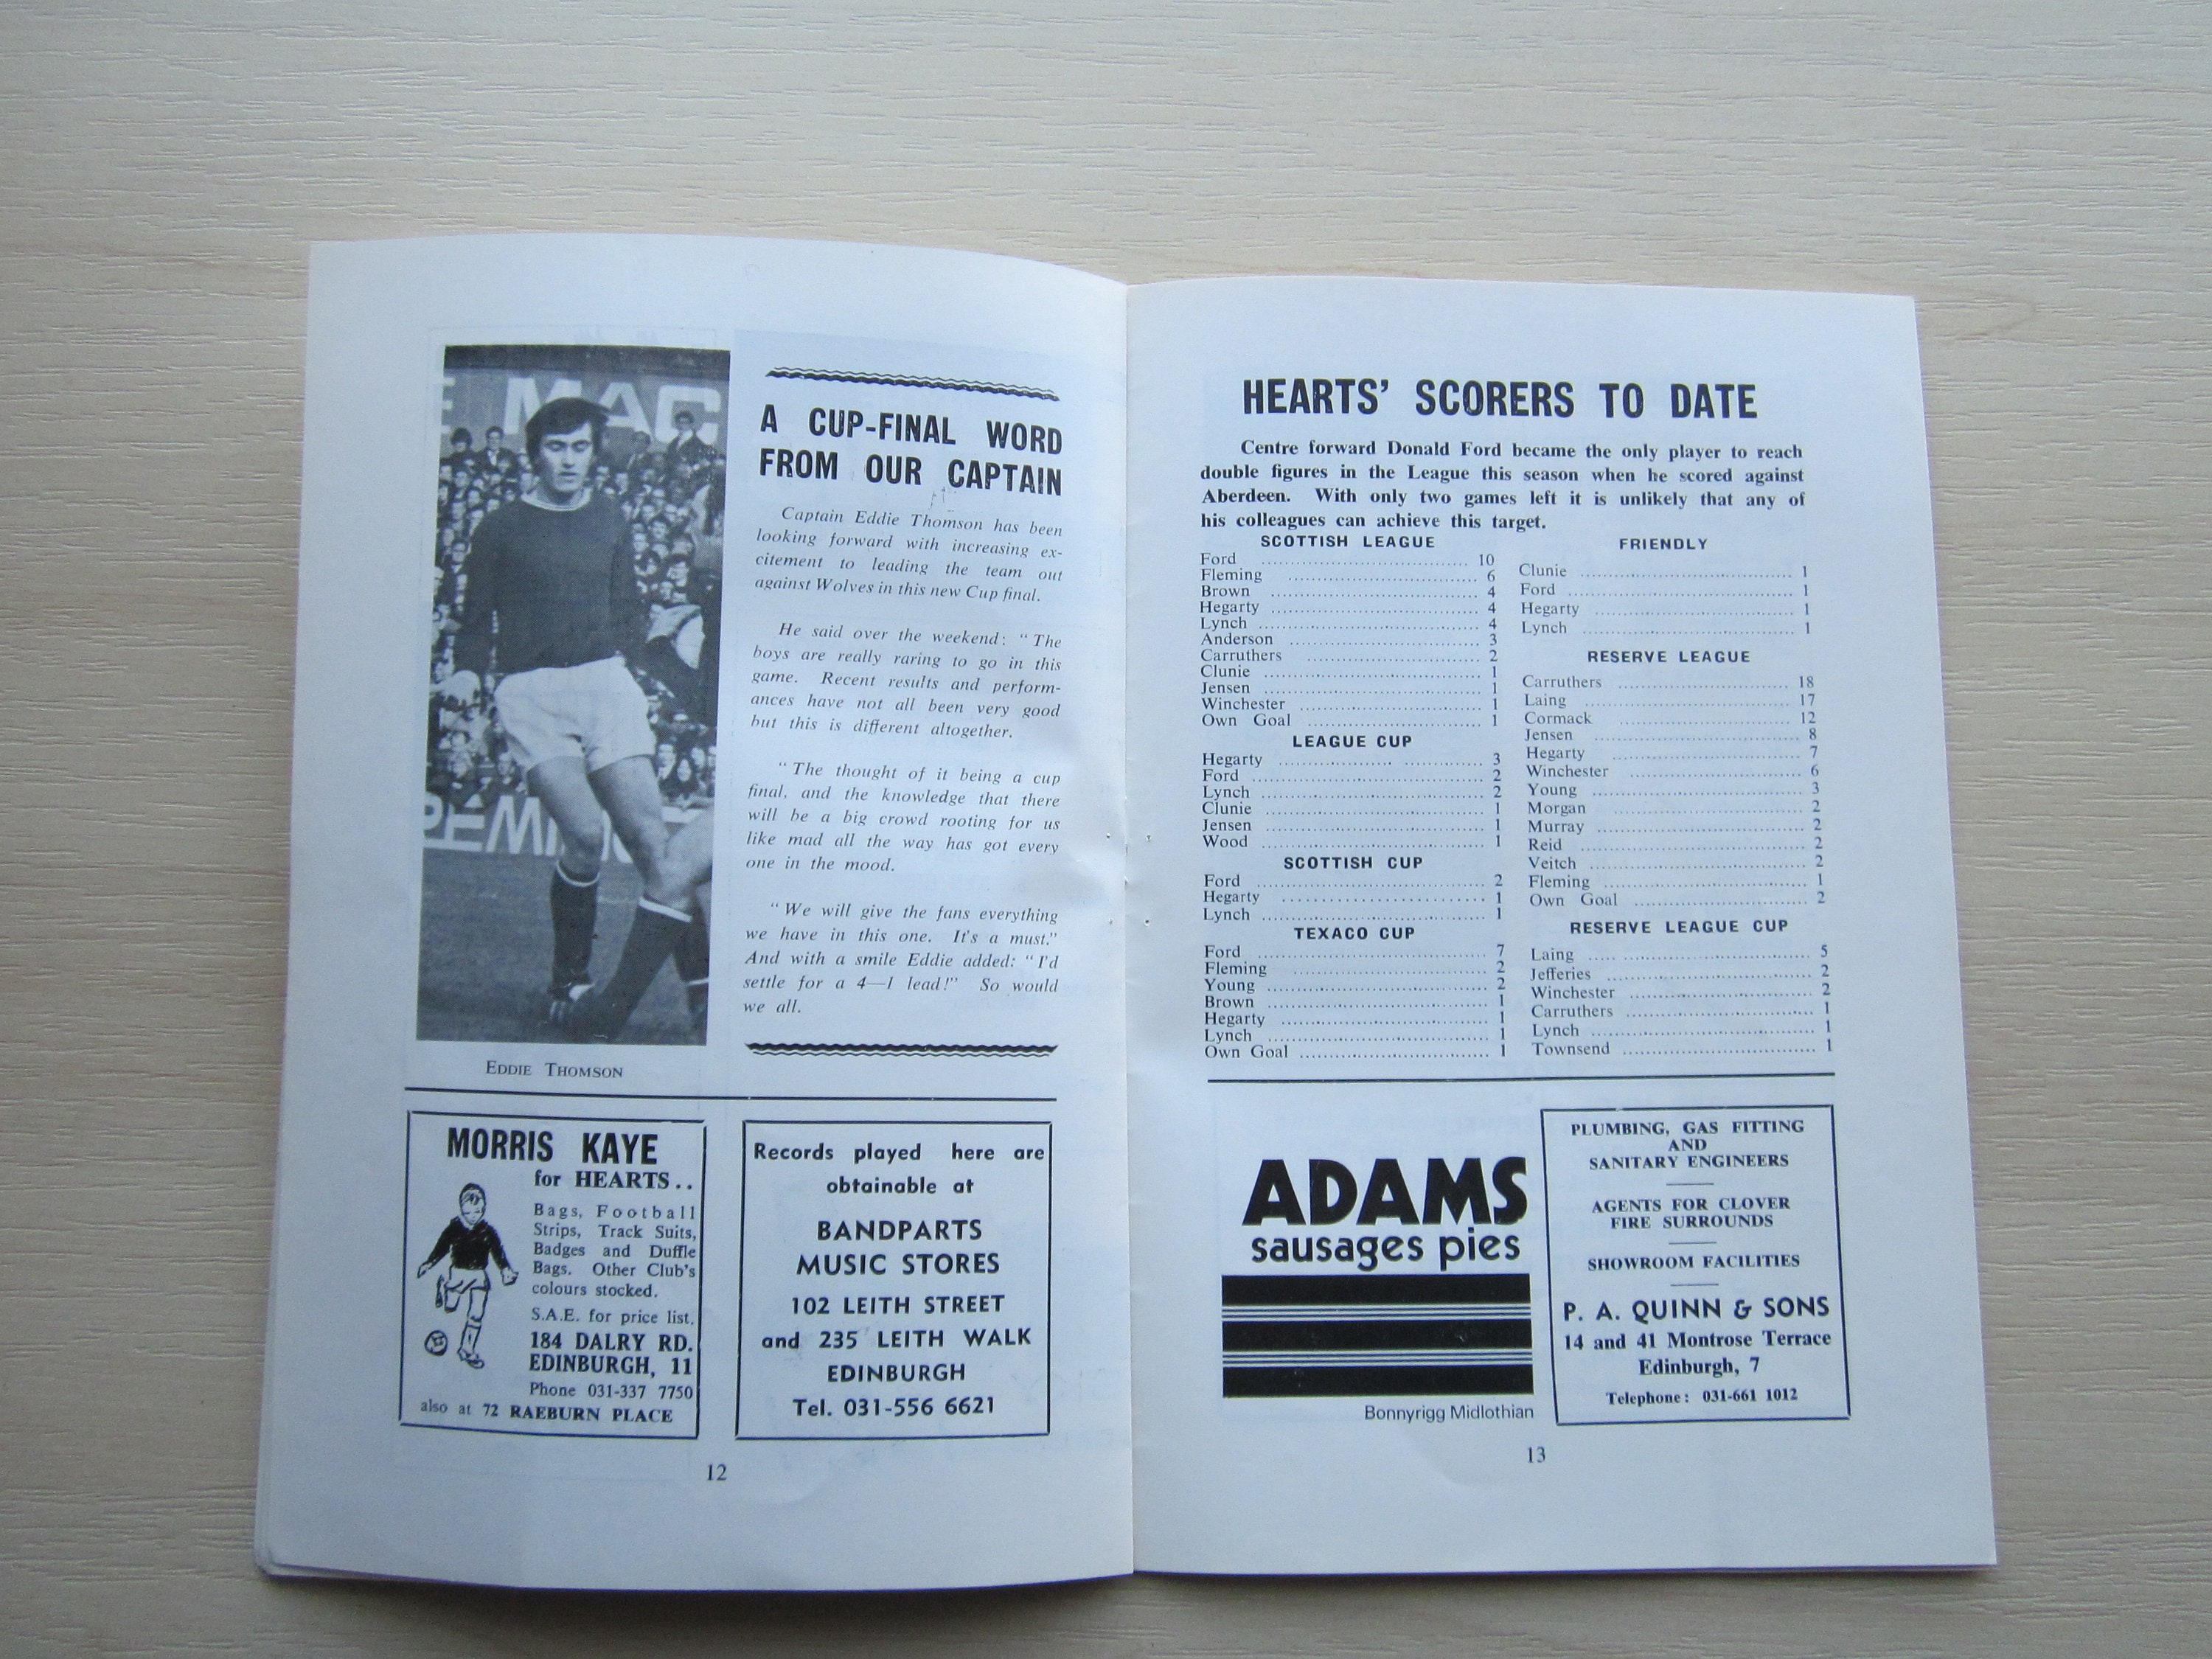 E MAC
REMI
EDDIE THOMSON
A CUP-FINAL WORD
FROM OUR CAPTAIN
Captain Eddie Thomson has been
looking forward with increasing ex-
citement to leading the team out
against Wolves in this new Cup final.
He said over the weekend: “ The
boys are really raring to go in this
game. Recent results and perform-
ances have not all been very good
but this is different altogether.
“ The thought of it being a cup
final, and the knowledge that there
will be a big crowd rooting for us
like mad all the way has got every
one in the mood.
“ We will give the fans everything
we have in this one. It's a must.”
And with a smile Eddie added: “ I'd
settle for a 4—1 lead!” So would
we all.
MORRIS KAYE
for HEARTS . .
Bags, Football
Strips, Track Suits,
Badges and Duffle
Bags. Other Club's
colours stocked.
S.A.E. for price list.
184 DALRY RD.
EDINBURGH, 11
Phone 031-337 7750
also at 72 RAEBURN PLACE
Records played here are
obtainable at
BANDPARTS
MUSIC STORES
102 LEITH STREET
and 235 LEITH WALK
EDINBURGH
Tel. 031-556 6621
12
HEARTS' SCORERS TO DATE
Centre forward Donald Ford became the only player to reach
double figures in the League this season when he scored against
Aberdeen. With only two games left it is unlikely that any of
his colleagues can achieve this target.
SCOTTISH LEAGUE
Ford 10
Fleming 6
Brown 4
Hegarty 4
Lynch 4
Anderson 3
Carruthers 2
Clunie 1
Jensen 1
Winchester 1
Own Goal 1
LEAGUE CUP
Hegarty 3
Ford 2
Lynch 2
Clunie 1
Jensen 1
Wood 1
SCOTTISH CUP
Ford 2
Hegarty 1
Lynch 1
TEXACO CUP
Ford 7
Fleming 2
Young 2
Brown 1
Hegarty 1
Lynch 1
Own Goal 1
FRIENDLY
Clunie 1
Ford 1
Hegarty 1
Lynch 1
RESERVE LEAGUE
Carruthers 18
Laing 17
Cormack 12
Jensen 8
Hegarty 7
Winchester 6
Young 3
Morgan 2
Murray 2
Reid 2
Veitch 2
Fleming 1
Own Goal 2
RESERVE LEAGUE CUP
Laing 5
Jefferies 2
Winchester 2
Carruthers 1
Lynch 1
Townsend 1
ADAMS
sausages pies
Bonnyrigg Midlothian
PLUMBING, GAS FITTING
AND
SANITARY ENGINEERS
AGENTS FOR CLOVER
FIRE SURROUNDS
SHOWROOM FACILITIES
P. A. QUINN & SONS
14 and 41 Montrose Terrace
Edinburgh, 7
Telephone : 031-661 1012
13